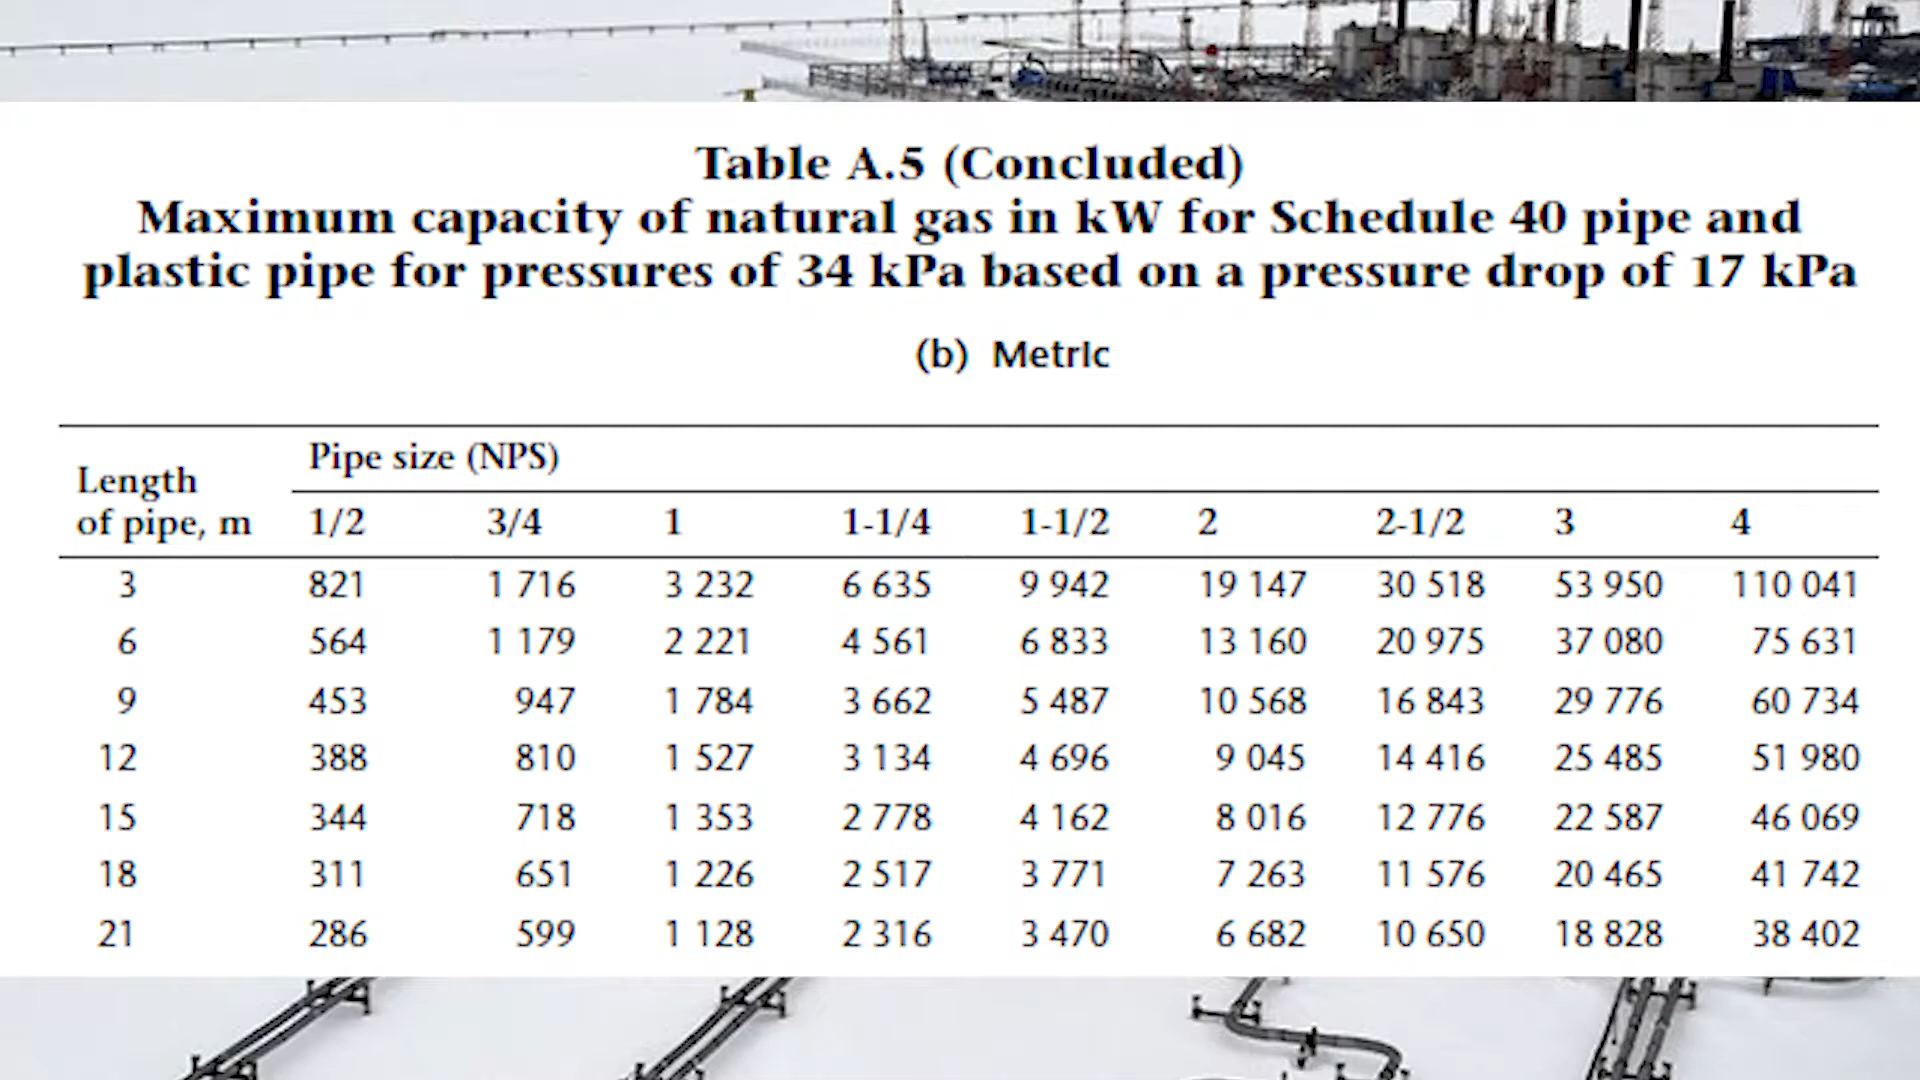 Table A.5 (Concluded)
Maximum capacity of natural gas in kW for Schedule 40 pipe and
plastic pipe for pressures of 34 kPa based on a pressure drop of 17 kPa
(b) Metric
Length of pipe, m
Pipe size (NPS)
1/2 3/4 1 1-1/4 1-1/2 2 2-1/2 3 4
3 821 1 716 3 232 6 635 9 942 19 147 30 518 53 950 110 041
6 564 1 179 2 221 4 561 6 833 13 160 20 975 37 080 75 631
9 453 947 1 784 3 662 5 487 10 568 16 843 29 776 60 734
12 388 810 1 527 3 134 4 696 9 045 14 416 25 485 51 980
15 344 718 1 353 2 778 4 162 8 016 12 776 22 587 46 069
18 311 651 1 226 2 517 3 771 7 263 11 576 20 465 41 742
21 286 599 1 128 2 316 3 470 6 682 10 650 18 828 38 402